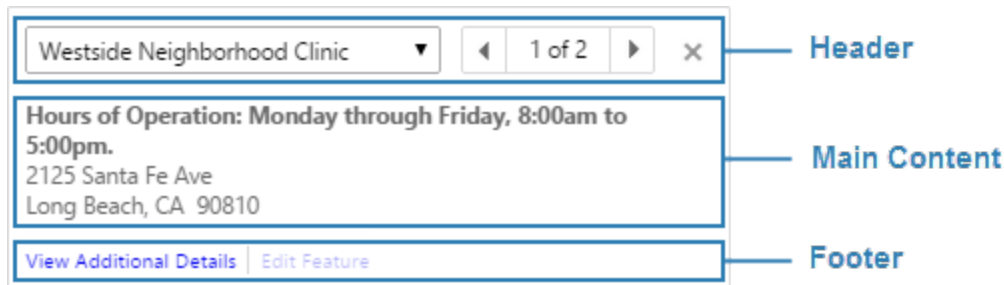 Westside Neighborhood Clinic 1 of 2 Header
Hours of Operation: Monday through Friday, 8:00am to
5:00pm.
2125 Santa Fe Ave
Long Beach, CA 90810
Main Content
View Additional Details Edit Feature Footer